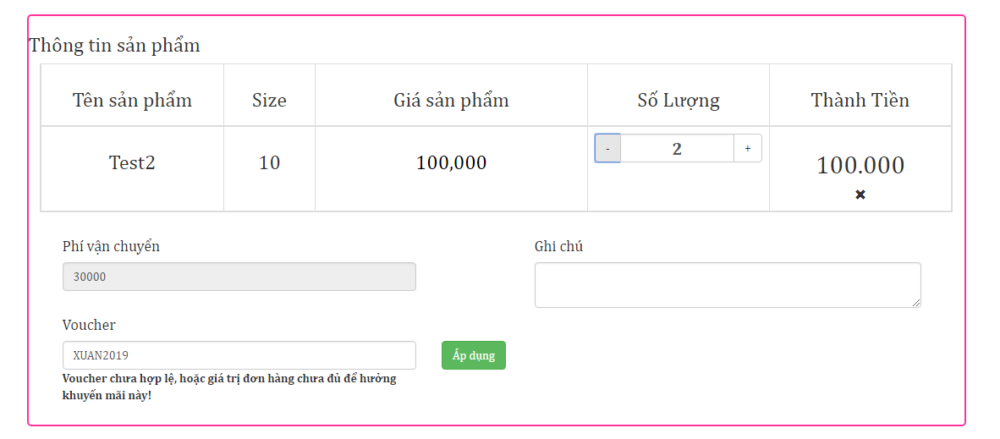 Thông tin sản phẩm
Tên sản phẩm Size Giá sản phẩm Số Lượng Thành Tiền
Test2 10 100,000 - 2 + 100.000
✖
Phí vận chuyển
30000
Ghi chú
Voucher
XUAN2019 Áp dụng
Voucher chưa hợp lệ, hoặc giá trị đơn hàng chưa đủ để hưởng
khuyến mãi này!